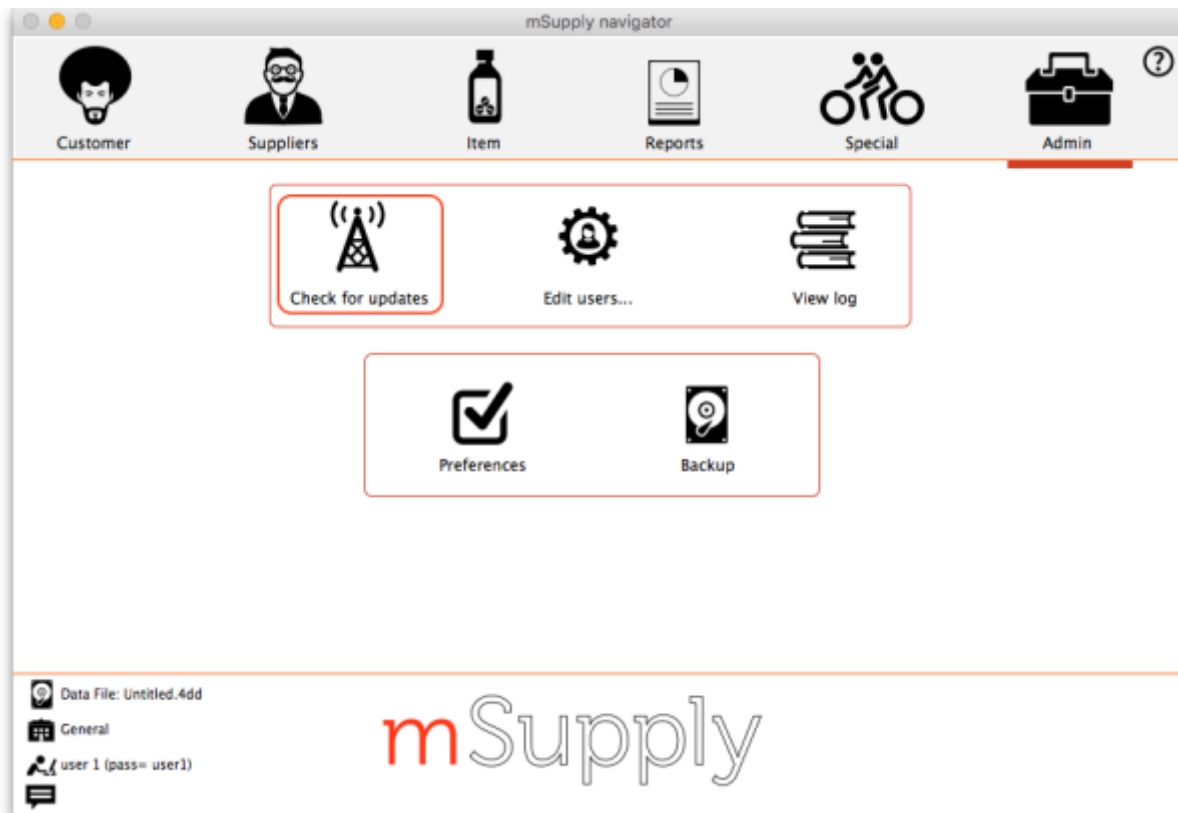 mSupply navigator
Customer Suppliers Item Reports Special Admin
Check for updates Edit users... View log
Preferences Backup
Data File: Untitled.4dd
General
user 1 (pass= user1)
mSupply